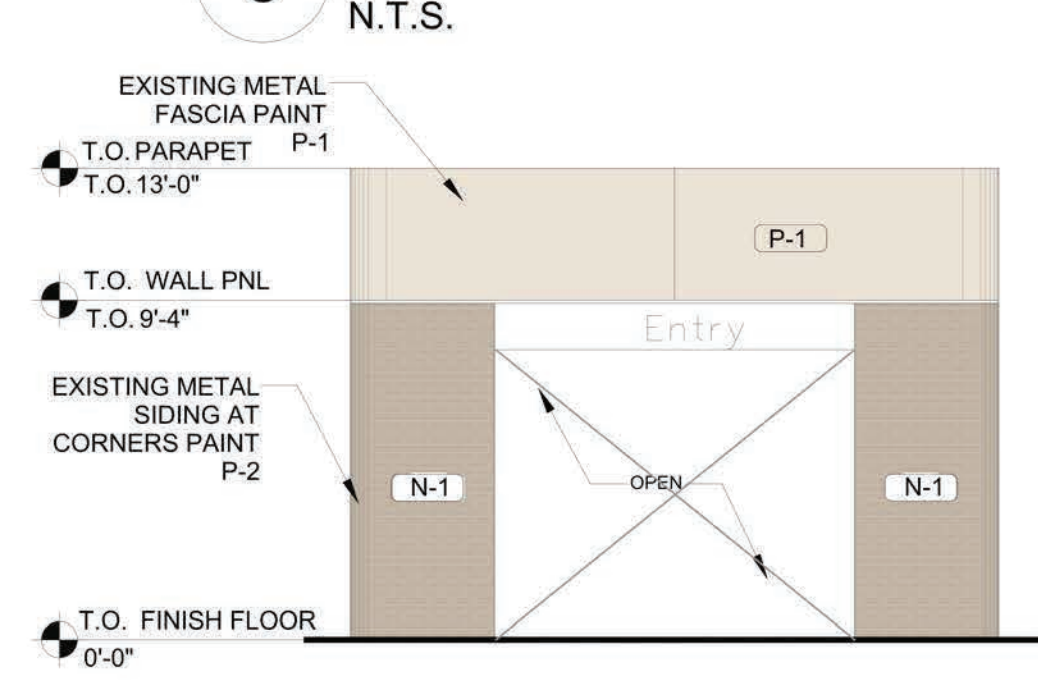 N.T.S.
EXISTING METAL
FASCIA PAINT
P-1
T.O. PARAPET
T.O. 13'-0"
P-1
T.O. WALL PNL
T.O. 9'-4"
Entry
EXISTING METAL
SIDING AT
CORNERS PAINT
P-2
N-1
OPEN
N-1
T.O. FINISH FLOOR
0'-0"